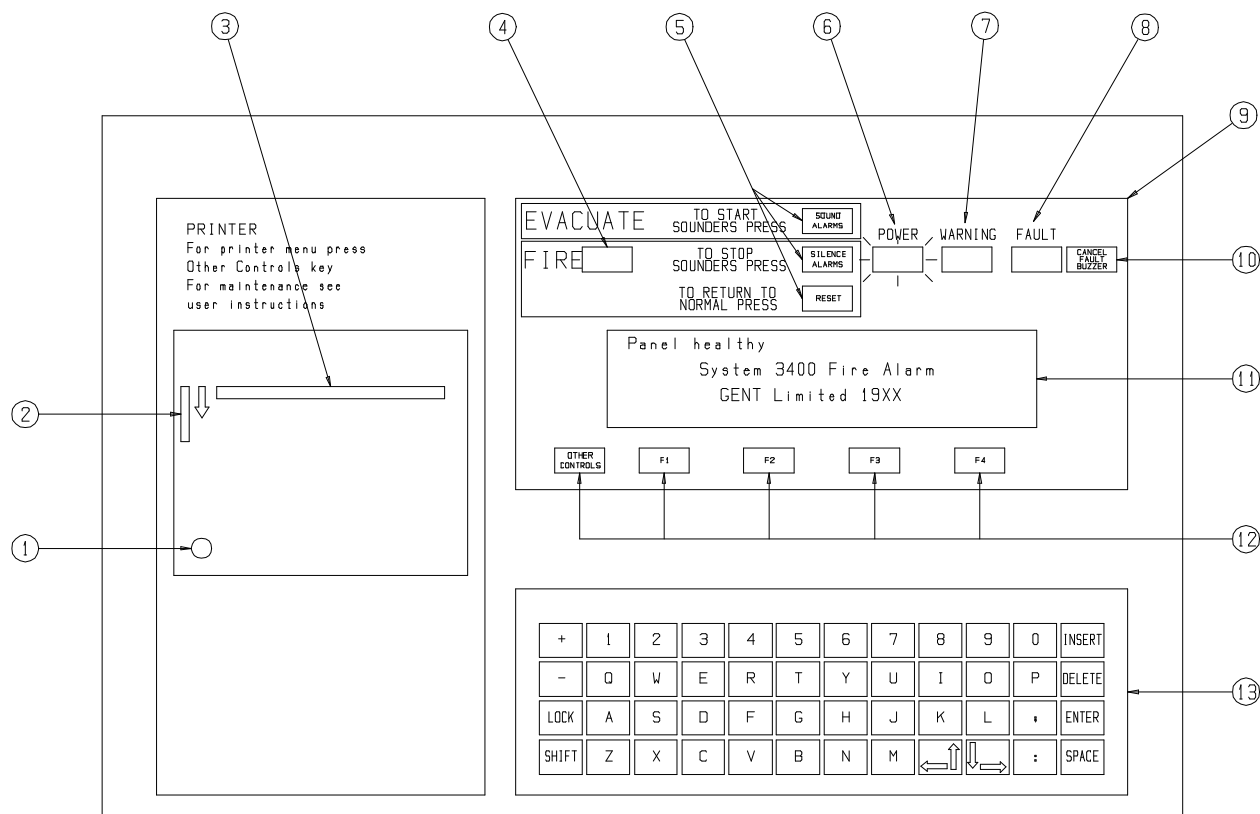 3
4
5
6
7
8
9
PRINTER
For printer menu press
Other Controls key
For maintenance see
user instructions
EVACUATE
TO START
SOUNDERS PRESS
SOUND
ALARMS
FIRE
TO STOP
SOUNDERS PRESS
SILENCE
ALARMS
TO RETURN TO
NORMAL PRESS
RESET
POWER
WARNING
FAULT
CANCEL
FAULT
BUZZER
10
Panel healthy
System 3400 Fire Alarm
GENT Limited 19XX
11
2
OTHER
CONTROLS
F1
F2
F3
F4
12
1
+ 1 2 3 4 5 6 7 8 9 0 INSERT
- Q W E R T Y U I O P DELETE
LOCK A S D F G H J K L , ENTER
SHIFT Z X C V B N M : SPACE
13